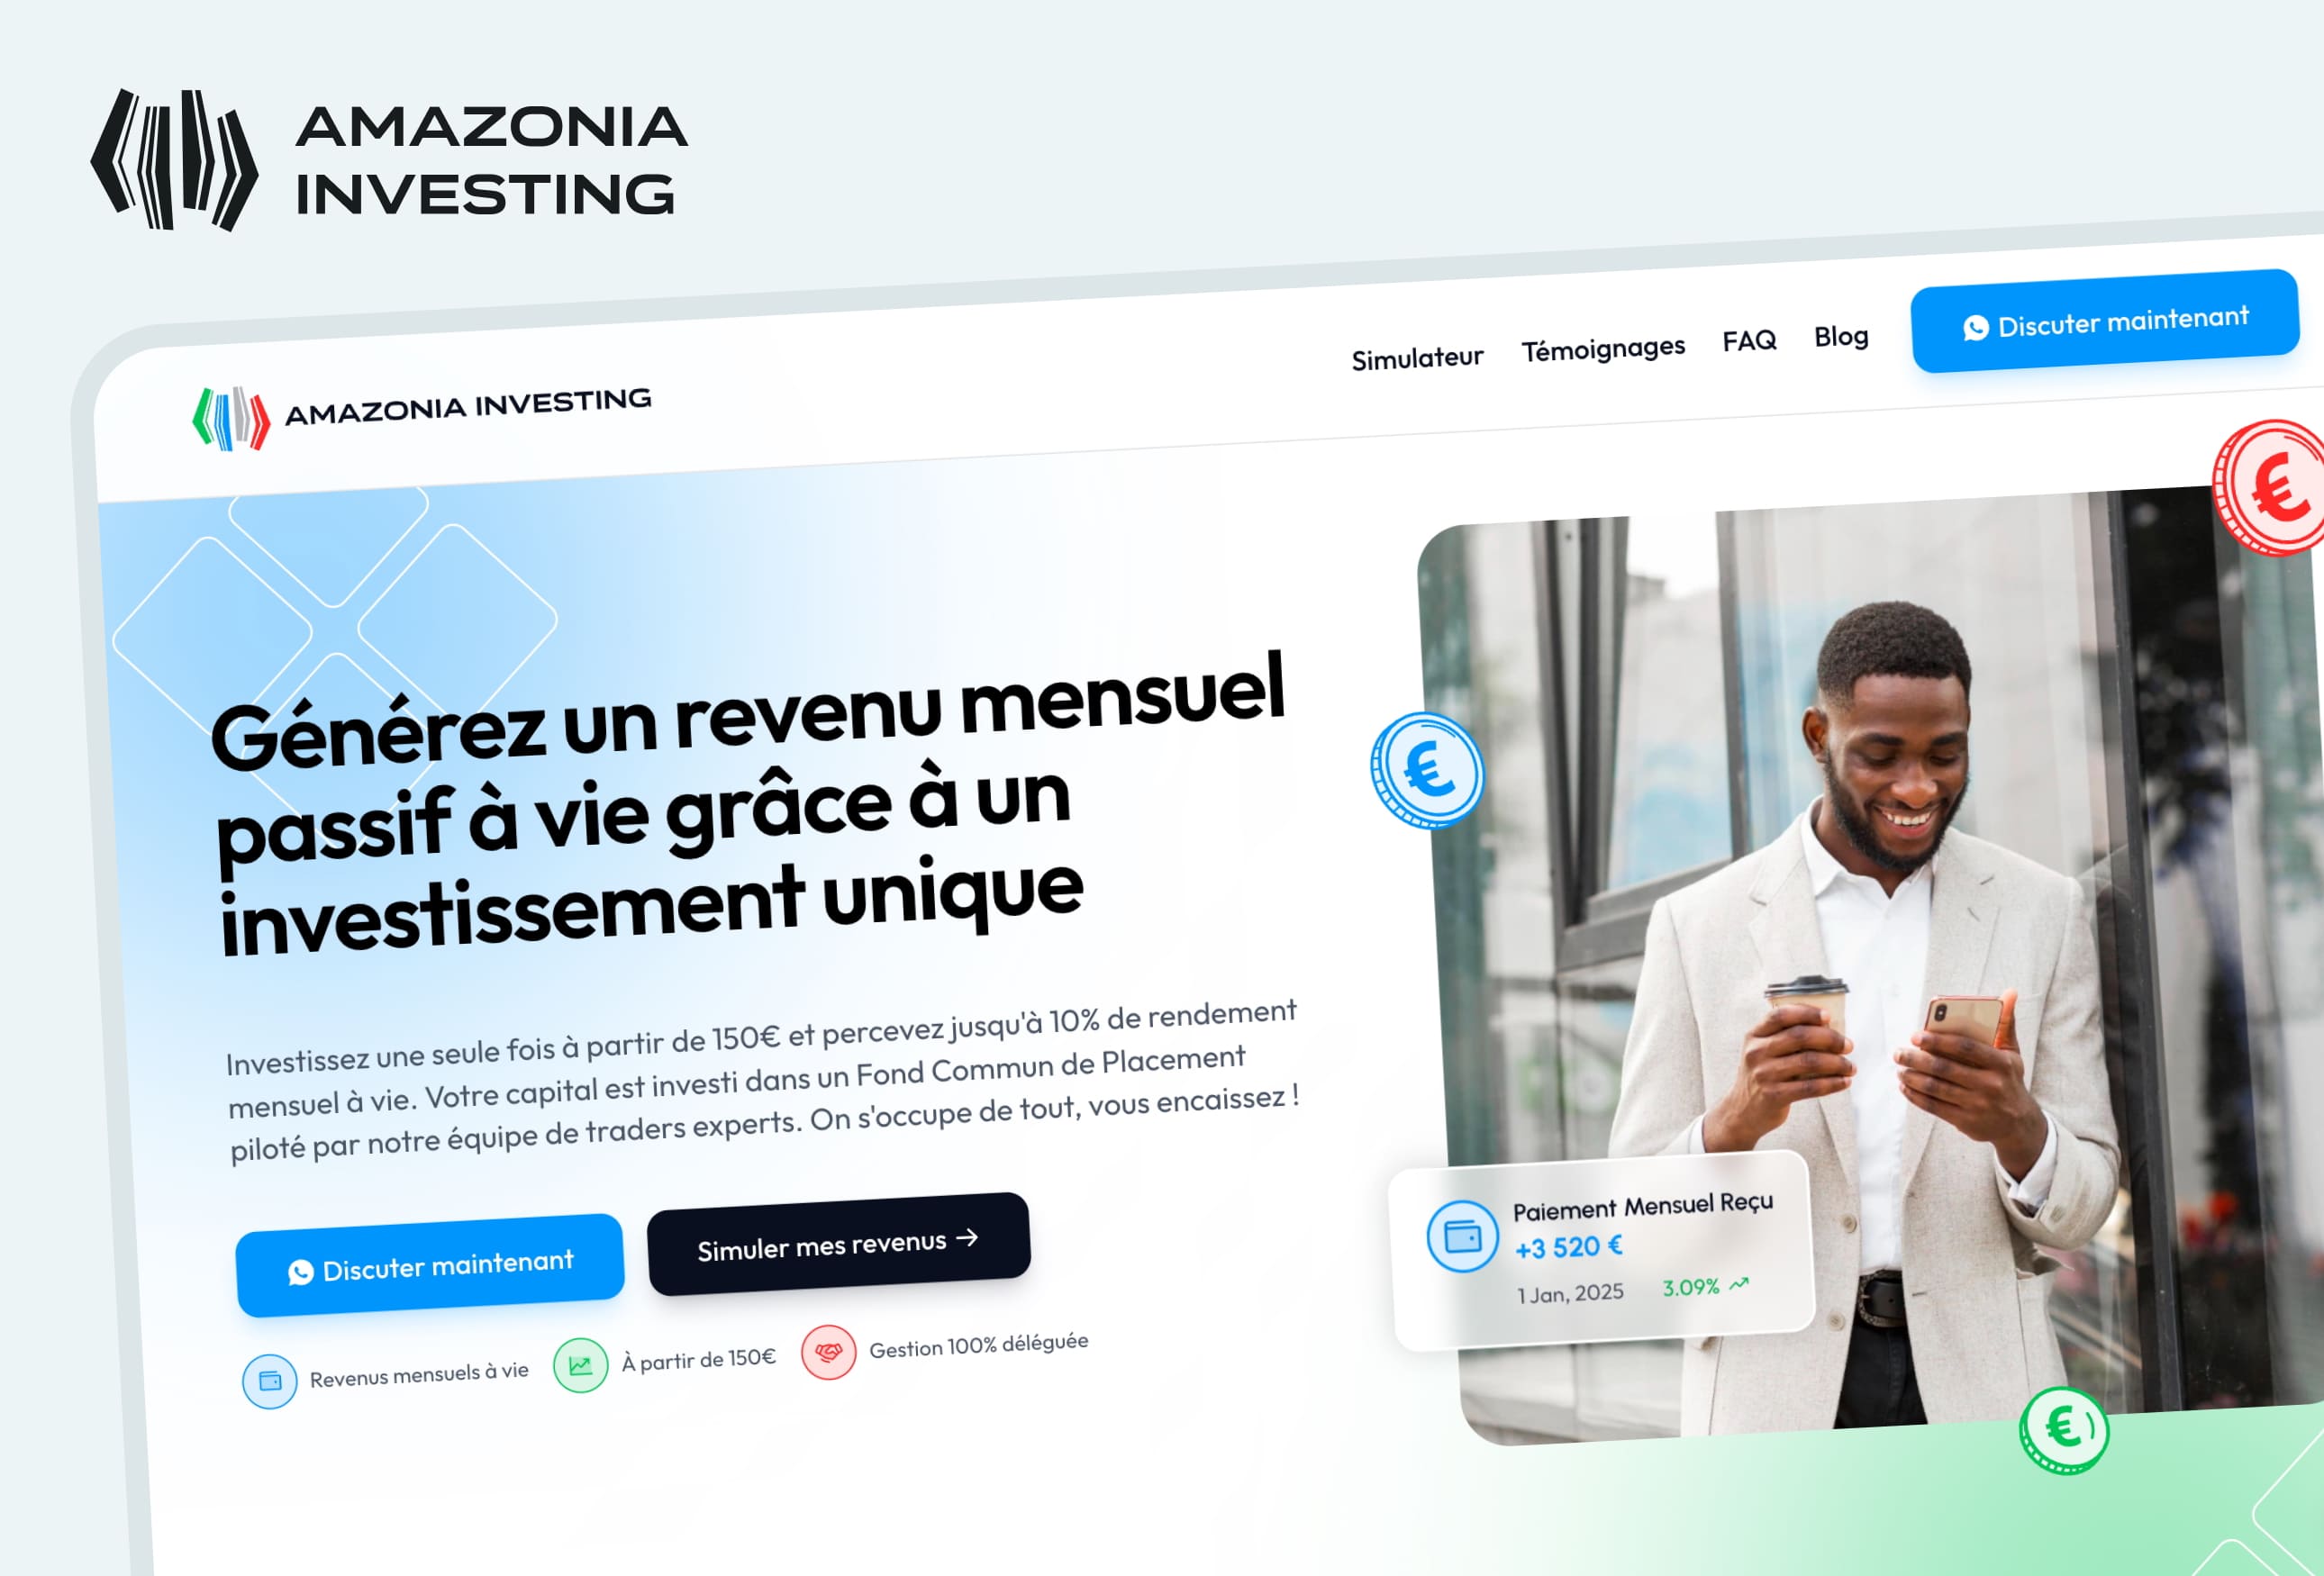 AMAZONIA
INVESTING
AMAZONIA INVESTING
Simulateur
Témoignages
FAQ
Blog
Discuter maintenant
Générez un revenu mensuel
passif à vie grâce à un
investissement unique
Investissez une seule fois à partir de 150€ et percevez jusqu'à 10% de rendement
mensuel à vie. Votre capital est investi dans un Fond Commun de Placement
piloté par notre équipe de traders experts. On s'occupe de tout, vous encaissez !
Discuter maintenant
Simuler mes revenus →
Revenus mensuels à vie
À partir de 150€
Gestion 100% déléguée
€
€
Paiement Mensuel Reçu
+3 520 €
1 Jan, 2025
3.09%
€